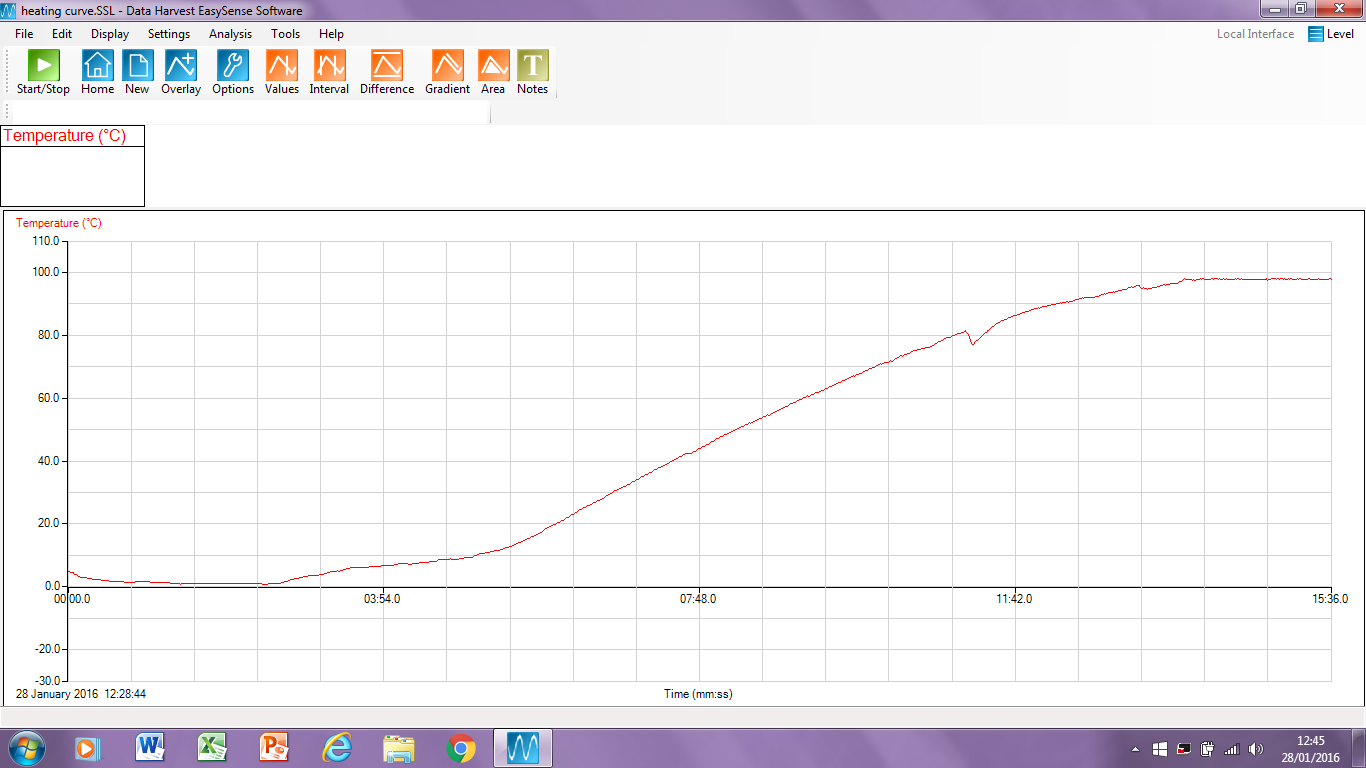 heating curve.SSL - Data Harvest EasySense Software
File Edit Display Settings Analysis Tools Help Local Interface Level
Start/Stop Home New Overlay Options Values Interval Difference Gradient Area T Notes
Temperature (°C)
Temperature (°C)
110.0
100.0
80.0
60.0
40.0
20.0
0.0
00:00.0 03:54.0 07:48.0 11:42.0 15:36.0
-20.0
-30.0
28 January 2016 12:28:44 Time (mm:ss)
12:45
28/01/2016